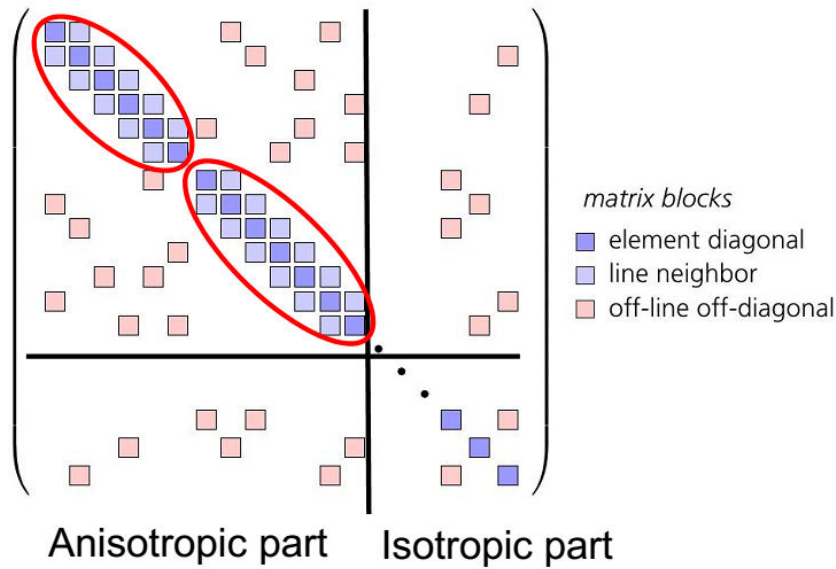 matrix blocks
element diagonal
line neighbor
off-line off-diagonal
Anisotropic part
Isotropic part